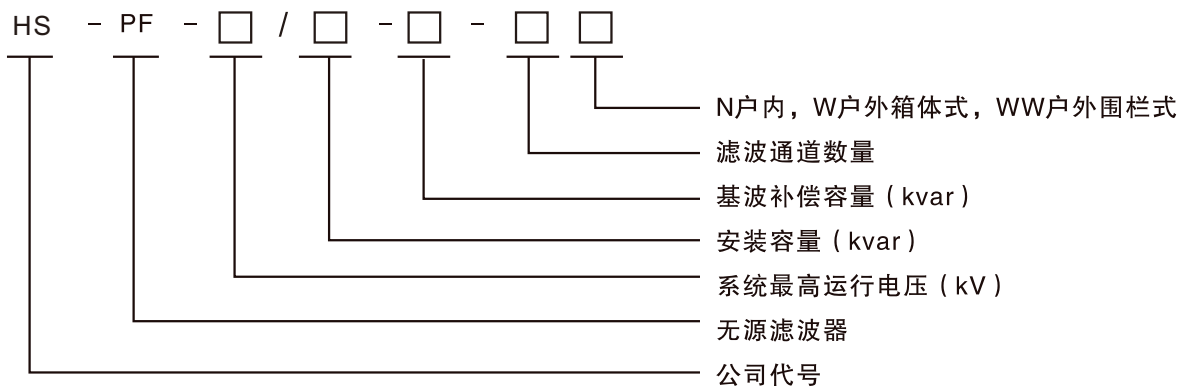 HS - PF - □ / □ - □ - □ □
N户内，W户外箱体式，WW户外围栏式
滤波通道数量
基波补偿容量（kvar）
安装容量（kvar）
系统最高运行电压（kV）
无源滤波器
公司代号